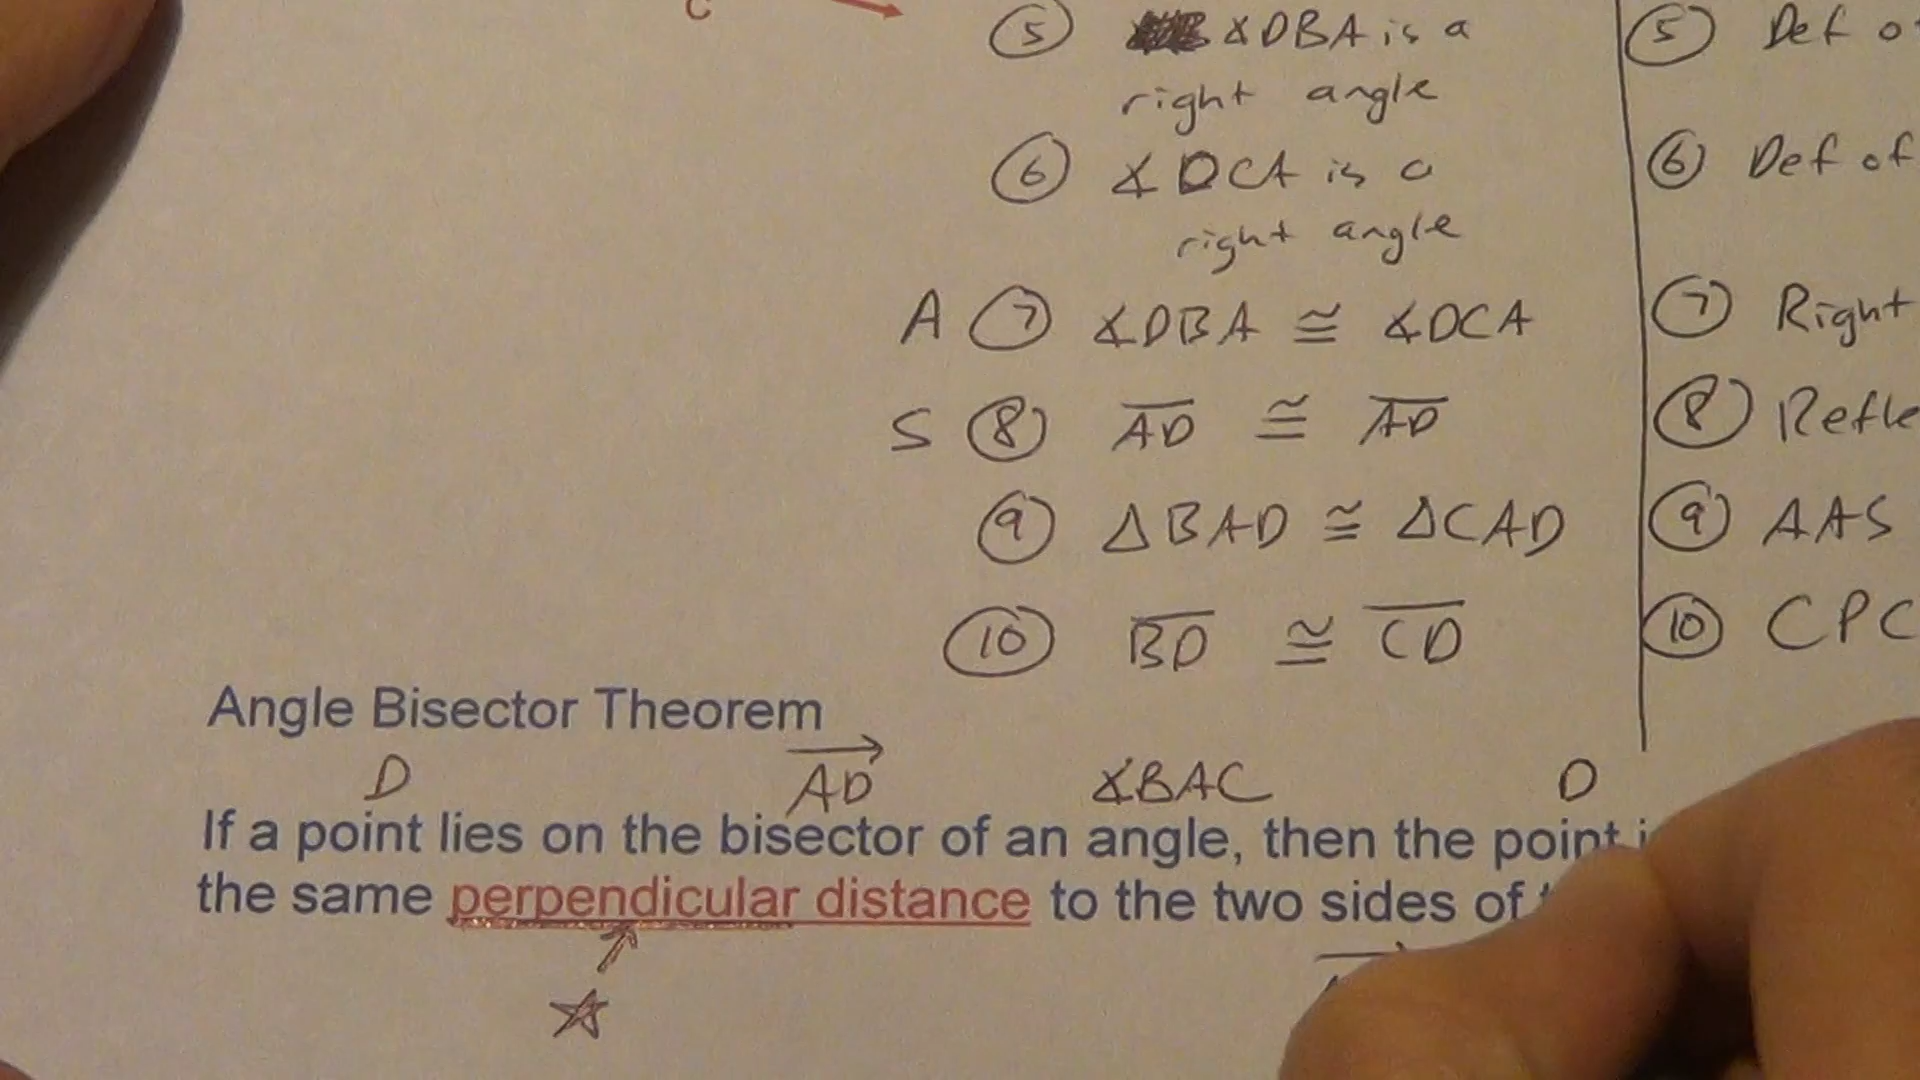 C
⑤ ∡DBA is a ⑤ Def
right angle
⑥ ∡DCA is a ⑥ Def of
right angle
A ⑦ ∡DBA ≅ ∡DCA ⑦ Right
S ⑧ AD ≅ AD ⑧ Refle
⑨ ΔBAD ≅ ΔCAD ⑨ AAS
⑩ BD ≅ CD ⑩ CPC
Angle Bisector Theorem
D AD ∡BAC D
If a point lies on the bisector of an angle, then the point
the same perpendicular distance to the two sides of